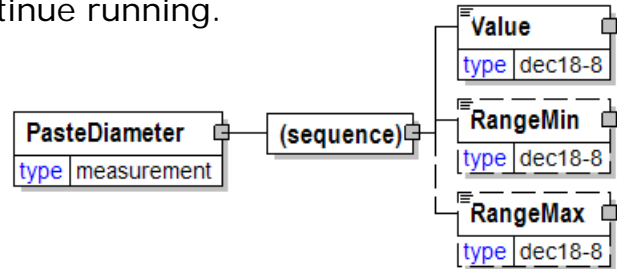 tinue running.
Value
type dec18-8
PasteDiameter
type measurement
(sequence)
RangeMin
type dec18-8
RangeMax
type dec18-8